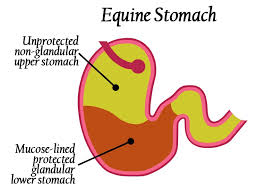 Equine Stomach
Unprotected
non-glandular
upper stomach
Mucose-lined
protected
glandular
lower stomach